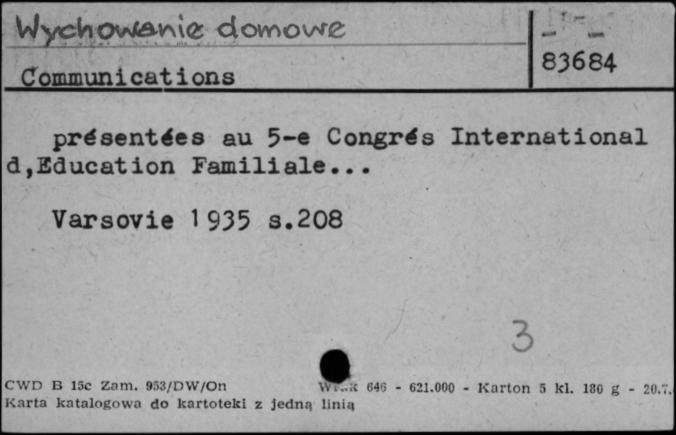 Wychowanie domowe
83684
Communications
présentées au 5-e Congrés International
d,Education Familiale...
Varsovie 1935 s.208
3
CWD B 15c Zam. 953/DW/On 646 - 621.000 - Karton 5 kl. 180 g - 20.7.
Karta katalogowa do kartoteki z jedną linią